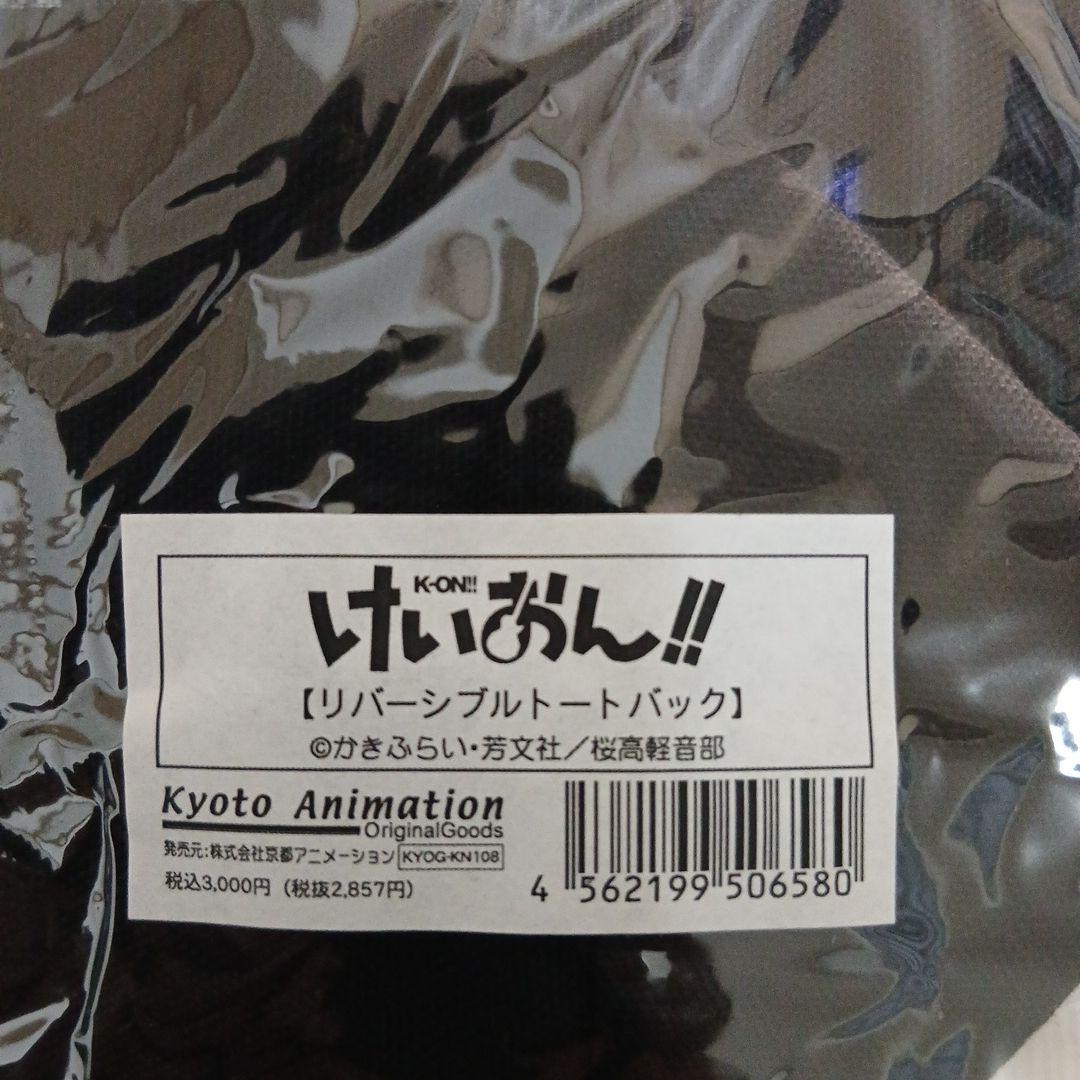 K-ON!!
けいおん!!
【リバーシブルトートバック】
©かきふらい・芳文社／桜高軽音部
Kyoto Animation
OriginalGoods
発売元:株式会社京都アニメーション KYOG-KN108
税込3,000円（税抜2,857円）
4 562199 506580